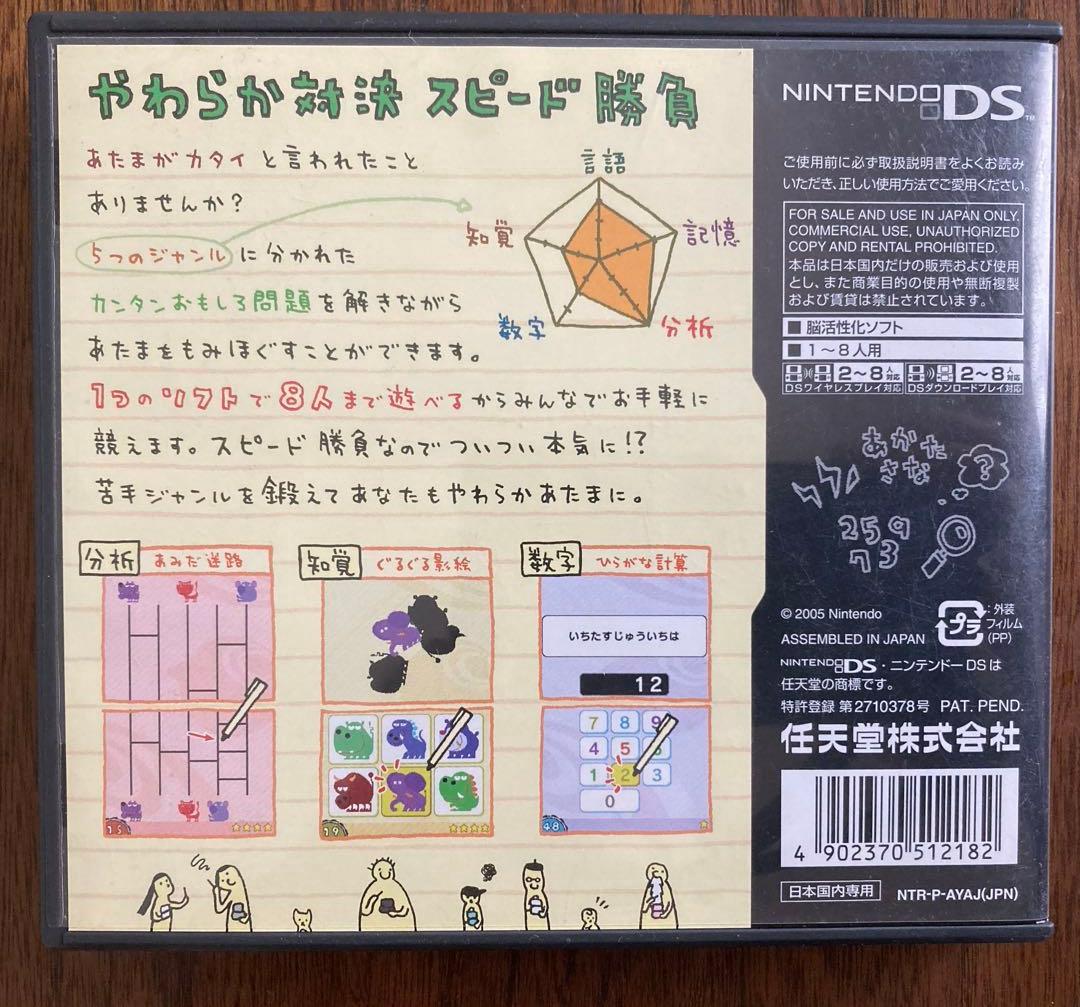 やわらか対決 スピード勝負
あたまがカタイと言われたこと
ありませんか？
5つのジャンルに分かれた
カンタンおもしろ問題を解きながら
あたまをもみほぐすことができます。
1つのソフトで8人まで遊べるからみんなでお手軽に
競えます。スピード勝負なのでついつい本気に!?
苦手ジャンルを鍛えてあなたもやわらかあたまに。
言語
知覚
記憶
数字
分析
分析 あみだ迷路
15
知覚 ぐるぐる影絵
19
数字 ひらがな計算
いちたすじゅういちは
12
7 8 9
4 5 6
1 2 3
0
48
NINTENDO DS™
ご使用前に必ず取扱説明書をよくお読み
いただき、正しい使用方法でご愛用ください。
FOR SALE AND USE IN JAPAN ONLY.
COMMERCIAL USE, UNAUTHORIZED
COPY AND RENTAL PROHIBITED.
本品は日本国内だけの販売および使用
とし、また商業目的の使用や無断複製
および賃貸は禁止されています。
■ 脳活性化ソフト
■ 1～8人用
2～8人対応
DSワイヤレスプレイ対応
2～8人対応
DSダウンロードプレイ対応
あかた
さな
?
259
73
© 2005 Nintendo
ASSEMBLED IN JAPAN
プラ
:外装
フィルム
(PP)
NINTENDO DS・ニンテンドーDSは
任天堂の商標です。
特許登録 第2710378号 PAT. PEND.
任天堂株式会社
4 902370 512182
日本国内専用
NTR-P-AYAJ(JPN)